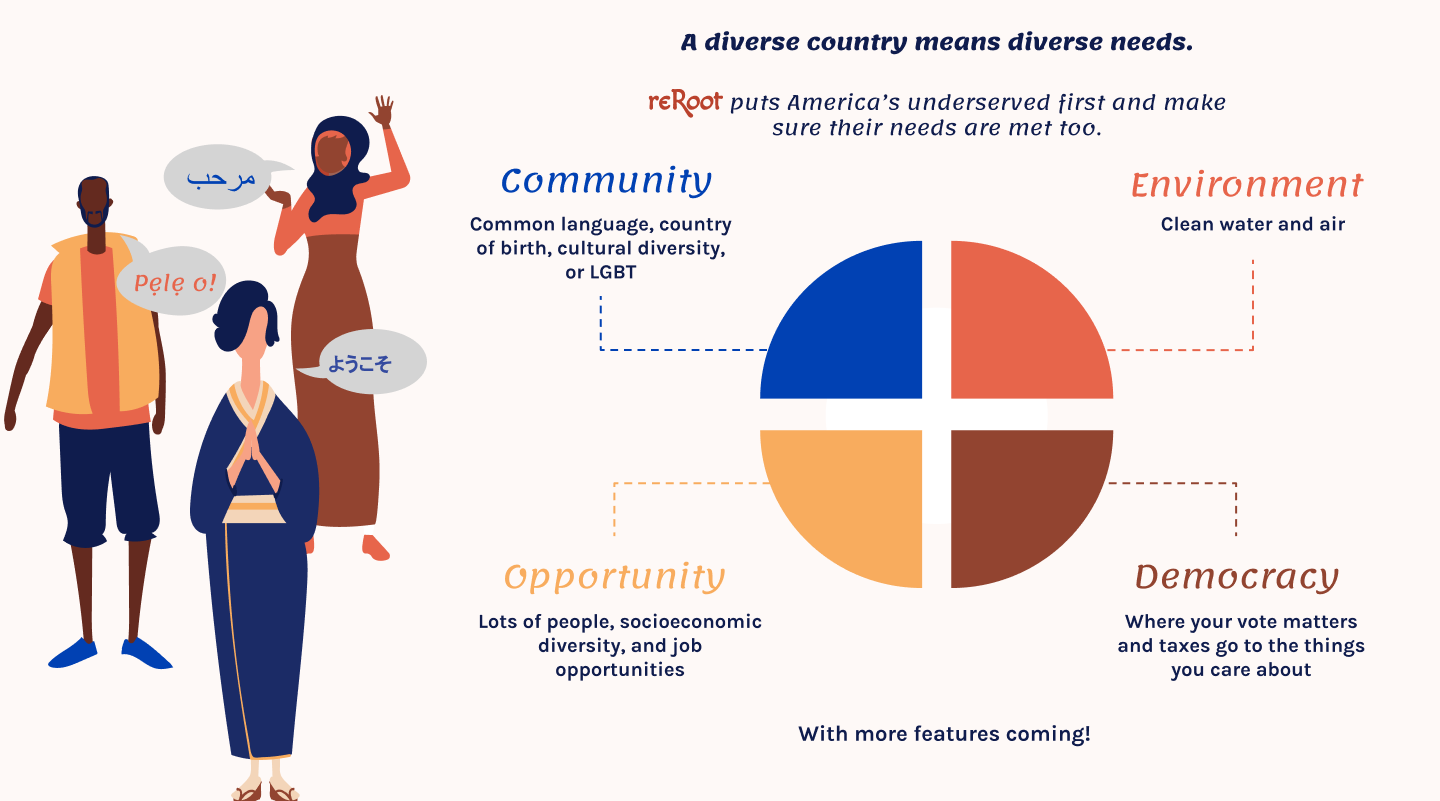 A diverse country means diverse needs.
reRoot puts America's underserved first and make
sure their needs are met too.
مرحب
Pẹlẹ o!
ようこそ
Community
Common language, country
of birth, cultural diversity,
or LGBT
Environment
Clean water and air
Opportunity
Lots of people, socioeconomic
diversity, and job
opportunities
Democracy
Where your vote matters
and taxes go to the things
you care about
With more features coming!